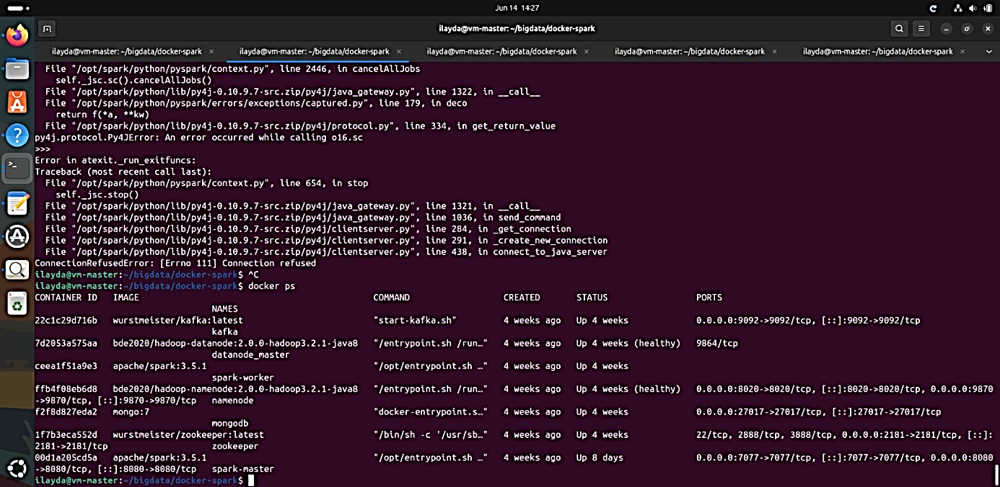 Jun 14 14:27
ilayda@vm-master: ~/bigdata/docker-spark
ilayda@vm-master: ~/bigdata/docker-spark × ilayda@vm-master: ~/bigdata/docker-spark × ilayda@vm-master: ~/bigdata/docker-spark × ilayda@vm-master: ~/bigdata/docker-spark × ilayda@vm-master: ~/bigdata/docker-spark ×
File "/opt/spark/python/pyspark/context.py", line 2446, in cancelAllJobs
self._jsc.sc().cancelAllJobs()
File "/opt/spark/python/lib/py4j-0.10.9.7-src.zip/py4j/java_gateway.py", line 1322, in __call__
File "/opt/spark/python/pyspark/errors/exceptions/captured.py", line 179, in deco
return f(*a, **kw)
File "/opt/spark/python/lib/py4j-0.10.9.7-src.zip/py4j/protocol.py", line 334, in get_return_value
py4j.protocol.Py4JError: An error occurred while calling o16.sc
>>>
Error in atexit._run_exitfuncs:
Traceback (most recent call last):
File "/opt/spark/python/pyspark/context.py", line 654, in stop
self._jsc.stop()
File "/opt/spark/python/lib/py4j-0.10.9.7-src.zip/py4j/java_gateway.py", line 1321, in __call__
File "/opt/spark/python/lib/py4j-0.10.9.7-src.zip/py4j/java_gateway.py", line 1036, in send_command
File "/opt/spark/python/lib/py4j-0.10.9.7-src.zip/py4j/clientserver.py", line 284, in _get_connection
File "/opt/spark/python/lib/py4j-0.10.9.7-src.zip/py4j/clientserver.py", line 291, in _create_new_connection
File "/opt/spark/python/lib/py4j-0.10.9.7-src.zip/py4j/clientserver.py", line 438, in connect_to_java_server
ConnectionRefusedError: [Errno 111] Connection refused
ilayda@vm-master:~/bigdata/docker-spark$ ^C
ilayda@vm-master:~/bigdata/docker-spark$ docker ps
CONTAINER ID IMAGE COMMAND CREATED STATUS PORTS
NAMES
22c1c29d716b wurstmeister/kafka:latest "start-kafka.sh" 4 weeks ago Up 4 weeks 0.0.0.0:9092->9092/tcp, [::]:9092->9092/tcp
kafka
7d2053a575aa bde2020/hadoop-datanode:2.0.0-hadoop3.2.1-java8 "/entrypoint.sh /run…" 4 weeks ago Up 4 weeks (healthy) 9864/tcp
datanode_master
ceea1f51a9e3 apache/spark:3.5.1 "/opt/entrypoint.sh …" 4 weeks ago Up 4 weeks
spark-worker
ffb4f08eb6d8 bde2020/hadoop-namenode:2.0.0-hadoop3.2.1-java8 "/entrypoint.sh /run…" 4 weeks ago Up 4 weeks (healthy) 0.0.0.0:8020->8020/tcp, [::]:8020->8020/tcp, 0.0.0.0:9870
->9870/tcp, [::]:9870->9870/tcp namenode
f2f8d827eda2 mongo:7 "docker-entrypoint.s…" 4 weeks ago Up 4 weeks 0.0.0.0:27017->27017/tcp, [::]:27017->27017/tcp
mongodb
1f7b3eca552d wurstmeister/zookeeper:latest "/bin/sh -c '/usr/sb…" 4 weeks ago Up 4 weeks 22/tcp, 2888/tcp, 3888/tcp, 0.0.0.0:2181->2181/tcp, [::]:
2181->2181/tcp zookeeper
00d1a205cd5a apache/spark:3.5.1 "/opt/entrypoint.sh …" 4 weeks ago Up 8 days 0.0.0.0:7077->7077/tcp, [::]:7077->7077/tcp, 0.0.0.0:8080
->8080/tcp, [::]:8080->8080/tcp spark-master
ilayda@vm-master:~/bigdata/docker-spark$